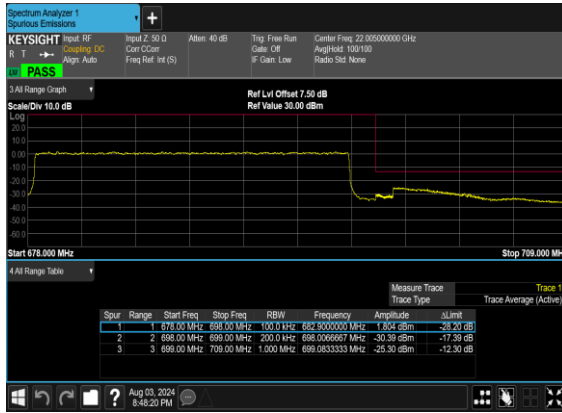 Spectrum Analyzer 1
Spurious Emissions
KEYSIGHT Input: RF Input Z: 50 Ω Atten: 40 dB Trig: Free Run Center Freq: 22.005000000 GHz
R T Coupling: DC Corr CCorr Gate: Off Avg|Hold: 100/100
Align: Auto Freq Ref: Int (S) IF Gain: Low Radio Std: None
PASS
3 All Range Graph
Ref Lvl Offset 7.50 dB
Scale/Div 10.0 dB Ref Value 30.00 dBm
Log
20.0
10.0
0.00
-10.0
-20.0
-30.0
-40.0
-50.0
-60.0
Start 678.000 MHz Stop 709.000 MHz
4 All Range Table
Measure Trace Trace 1
Trace Type Trace Average (Active)
Spur Range Start Freq Stop Freq RBW Frequency Amplitude ΔLimit
1 1 678.00 MHz 698.00 MHz 100.0 kHz 682.9000000 MHz 1.804 dBm -28.20 dB
2 2 698.00 MHz 699.00 MHz 200.0 kHz 698.0066667 MHz -30.39 dBm -17.39 dB
3 3 699.00 MHz 709.00 MHz 1.000 MHz 699.0833333 MHz -25.30 dBm -12.30 dB
Aug 03, 2024
8:48:20 PM